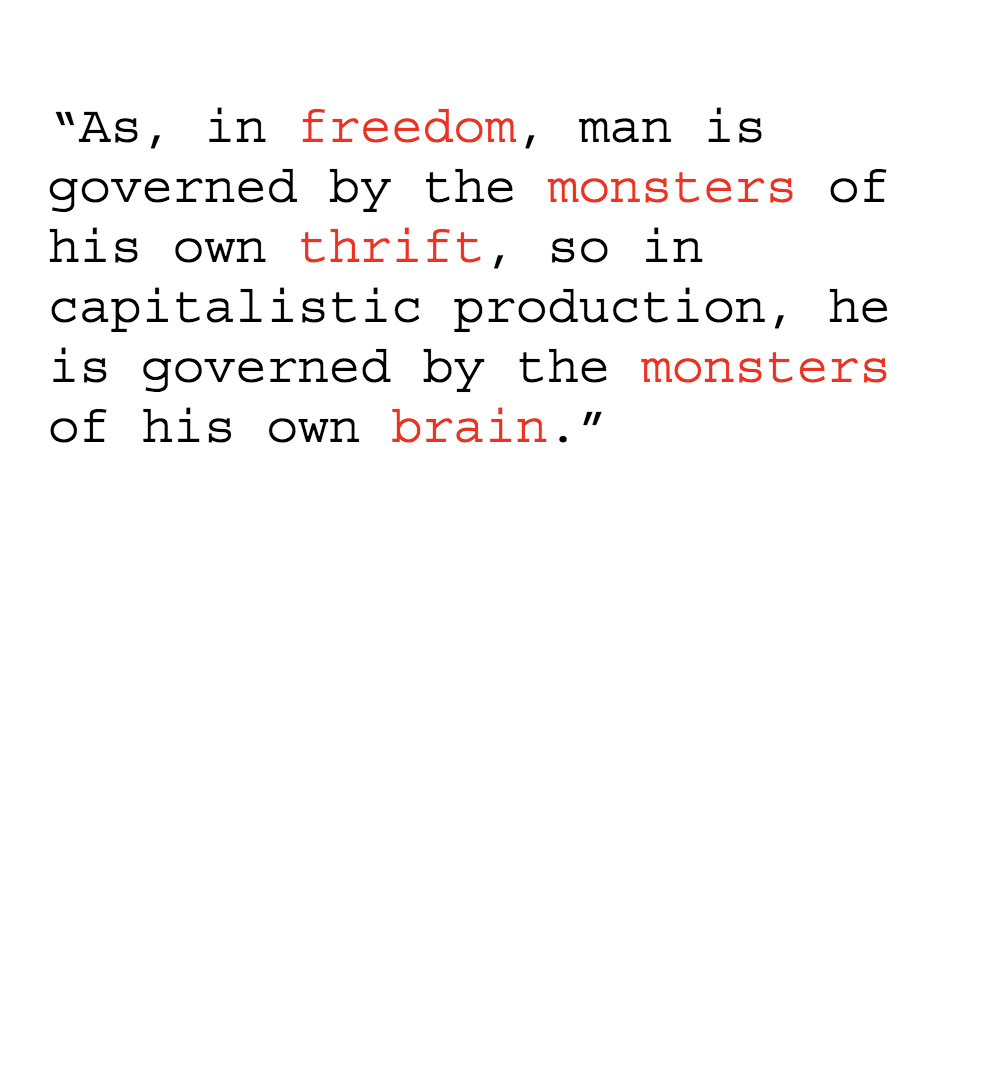 “As, in freedom, man is
governed by the monsters of
his own thrift, so in
capitalistic production, he
is governed by the monsters
of his own brain.”